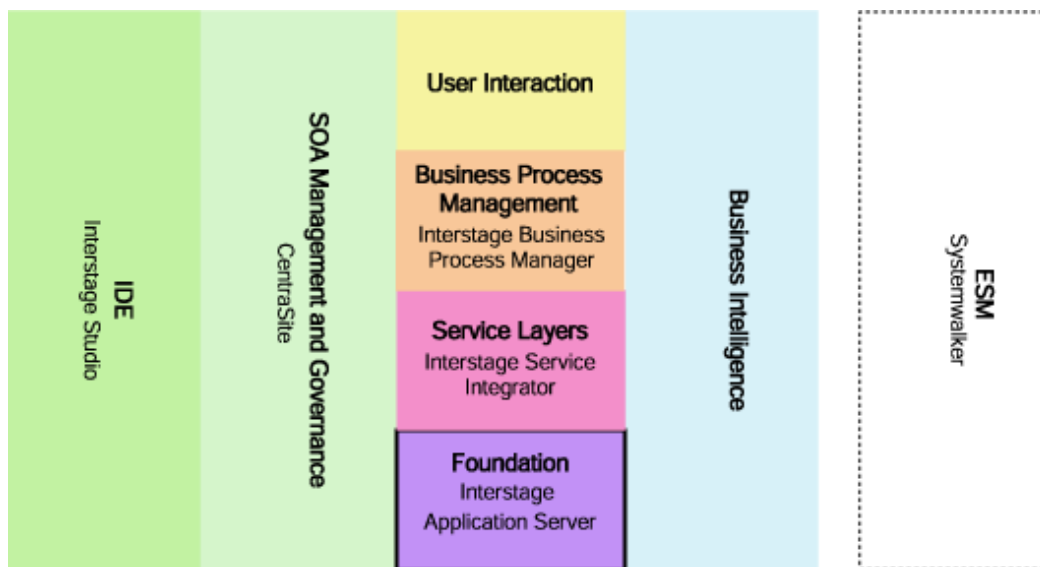 IDE
Interstage Studio
SOA Management and Governance
CentraSite
User Interaction
Business Process
Management
Interstage Business
Process Manager
Service Layers
Interstage Service
Integrator
Foundation
Interstage
Application Server
Business Intelligence
ESM
Systemwalker